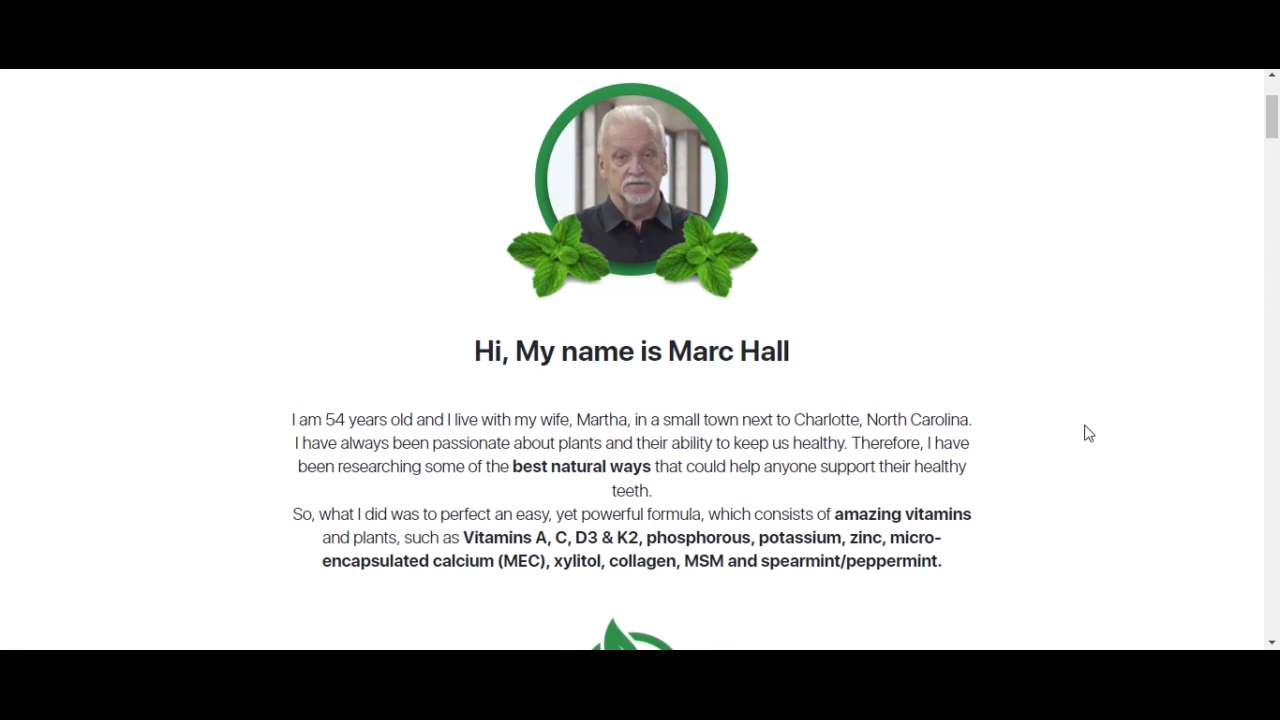 Hi, My name is Marc Hall
I am 54 years old and I live with my wife, Martha, in a small town next to Charlotte, North Carolina.
I have always been passionate about plants and their ability to keep us healthy. Therefore, I have
been researching some of the best natural ways that could help anyone support their healthy
teeth.
So, what I did was to perfect an easy, yet powerful formula, which consists of amazing vitamins
and plants, such as Vitamins A, C, D3 & K2, phosphorous, potassium, zinc, micro-
encapsulated calcium (MEC), xylitol, collagen, MSM and spearmint/peppermint.